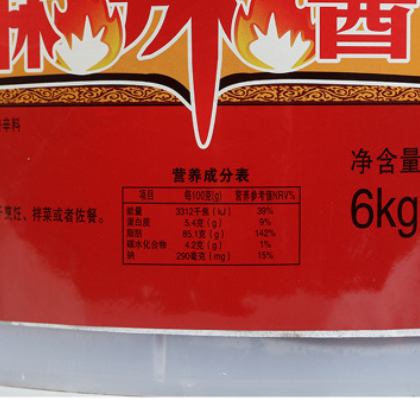 麻辣酱
辛料
营养成分表
项目 每100克(g) 营养参考值NRV%
能量 3312千焦 (kJ) 39%
蛋白质 5.4克 (g) 9%
脂肪 85.1克 (g) 142%
碳水化合物 4.2克 (g) 1%
钠 290毫克 (mg) 15%
烹饪、拌菜或者佐餐。
净含量
6kg